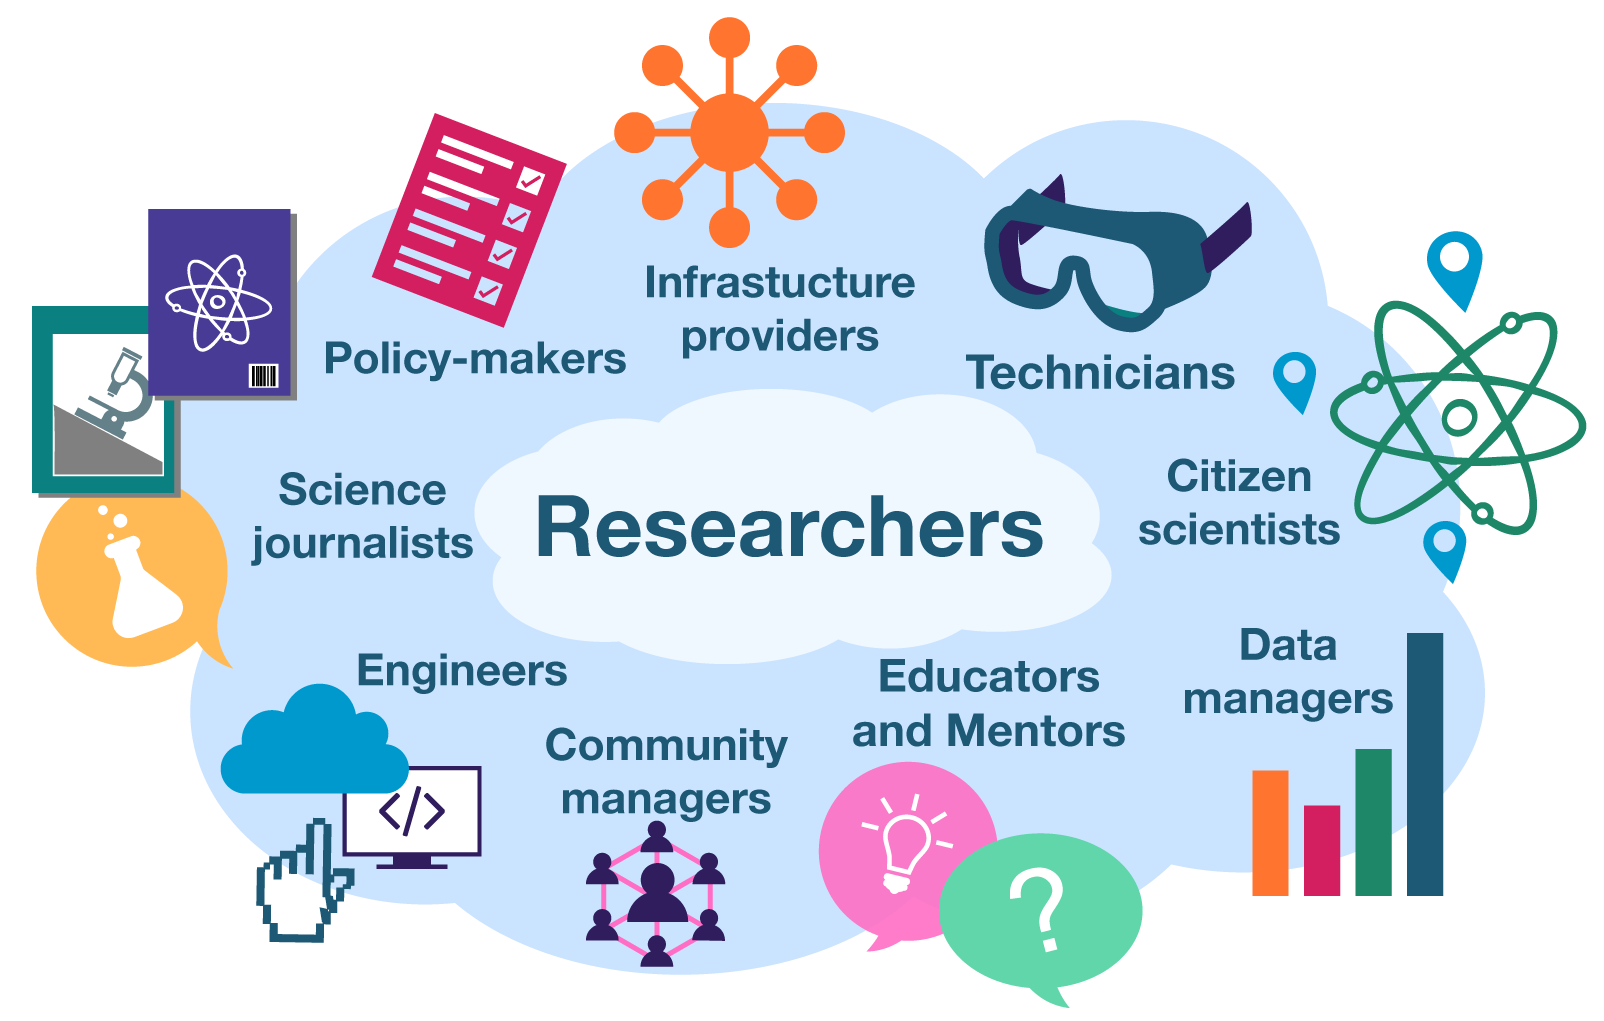 Infrastucture
providers
Policy-makers
Technicians
Science
journalists
Researchers
Citizen
scientists
Engineers
Community
managers
Educators
and Mentors
Data
managers
</>
?